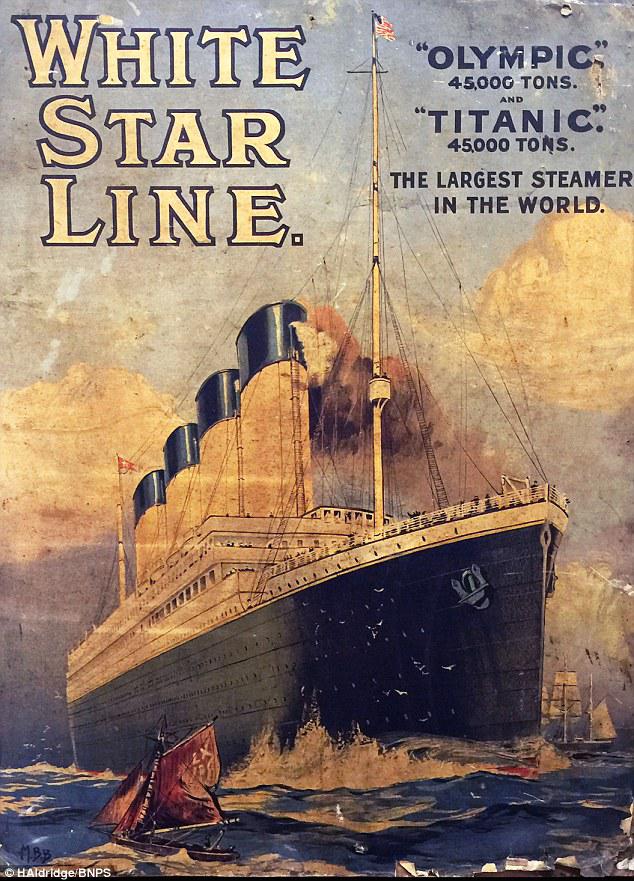 WHITE
STAR
LINE.
"OLYMPIC".
45,000 TONS.
AND
"TITANIC".
45,000 TONS.
THE LARGEST STEAMER
IN THE WORLD.
M.B.B
© HAldridge/BNPS